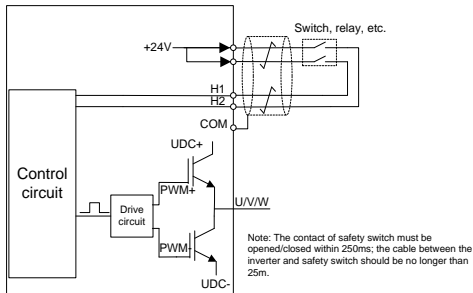 Switch, relay, etc.
+24V
H1
H2
COM
UDC+
Control
circuit
PWM+
U/V/W
Drive
circuit
PWM-
UDC-
Note: The contact of safety switch must be
opened/closed within 250ms; the cable between the
inverter and safety switch should be no longer than
25m.